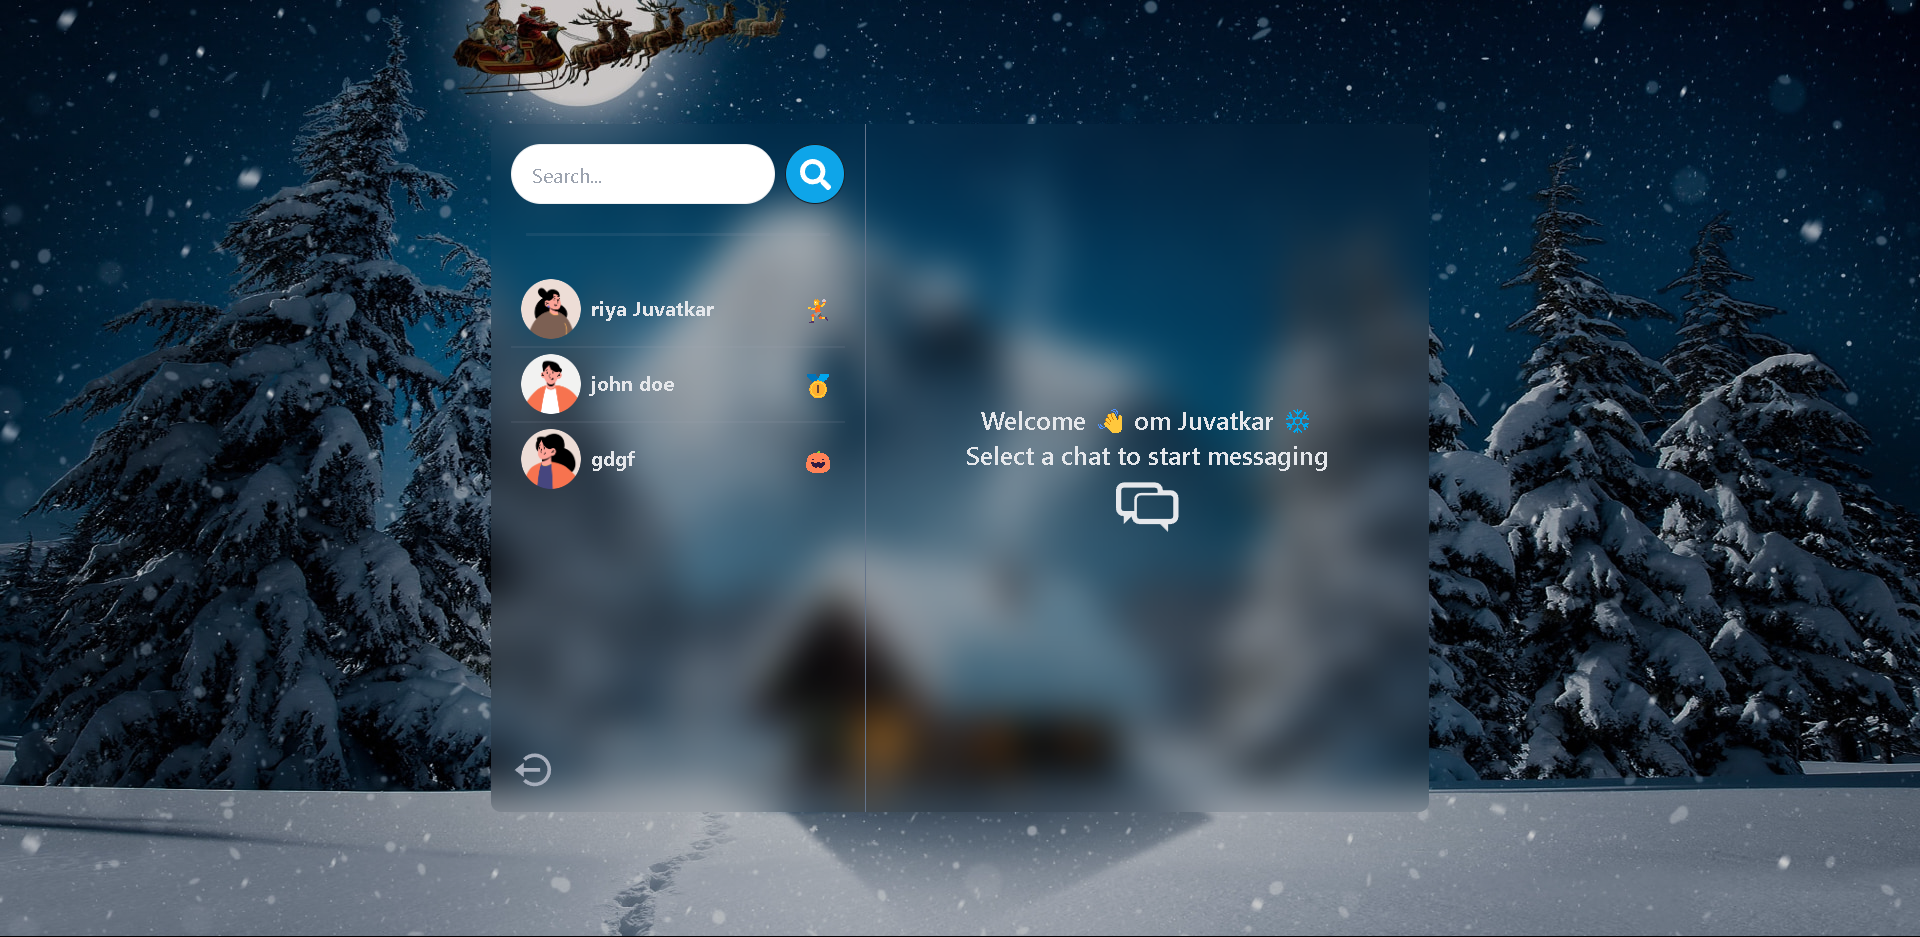 Search...
riya Juvatkar
john doe
gdgf
Welcome 👋 om Juvatkar ❄️
Select a chat to start messaging